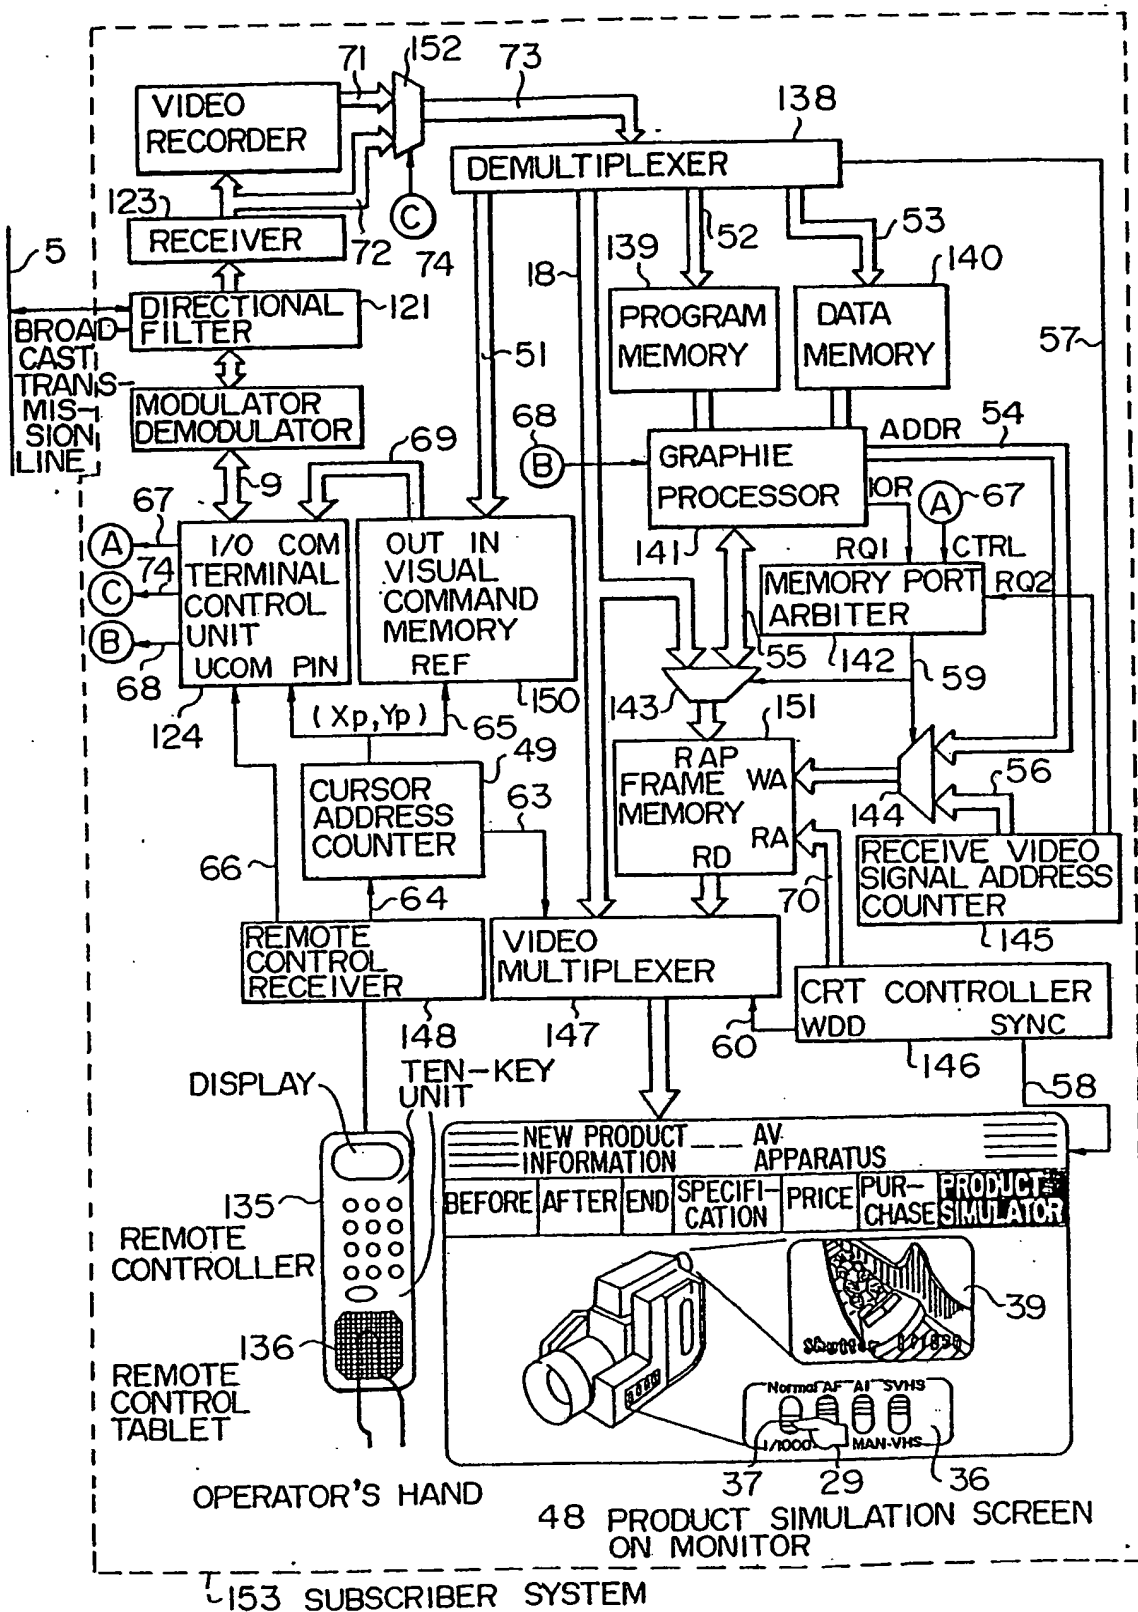 152
71
73
138
VIDEO
RECORDER
DEMULTIPLEXER
123
C
RECEIVER
72
74
5
18
139
52
53
140
DIRECTIONAL
FILTER
121
BROAD
CAST
TRANS-
MIS-
SION
LINE
PROGRAM
MEMORY
DATA
MEMORY
57
51
MODULATOR
DEMODULATOR
68
B
ADDR
54
69
9
GRAPHIE
PROCESSOR
IOR
A
67
67
A
74
C
B
68
I/O COM
TERMINAL
CONTROL
UNIT
UCOM PIN
OUT IN
VISUAL
COMMAND
MEMORY
REF
141
RQ1
CTRL
MEMORY PORT
ARBITER
RQ2
55
142
59
124
(Xp,Yp)
65
150
143
151
49
RAP
FRAME
MEMORY
WA
RA
RD
144
56
CURSOR
ADDRESS
COUNTER
63
66
64
70
RECEIVE VIDEO
SIGNAL ADDRESS
COUNTER
145
REMOTE
CONTROL
RECEIVER
VIDEO
MULTIPLEXER
CRT CONTROLLER
WDD SYNC
148
147
60
146
58
DISPLAY
TEN-KEY
UNIT
NEW PRODUCT__ AV
INFORMATION APPARATUS
135
BEFORE
AFTER
END
SPECIFI-
CATION
PRICE
PUR-
CHASE
PRODUCT
SIMULATOR
REMOTE
CONTROLLER
39
Shutter
136
REMOTE
CONTROL
TABLET
Normal AF AI SVHS
1/1000 MAN-VHS
37
29
36
OPERATOR'S HAND
48 PRODUCT SIMULATION SCREEN
ON MONITOR
153 SUBSCRIBER SYSTEM